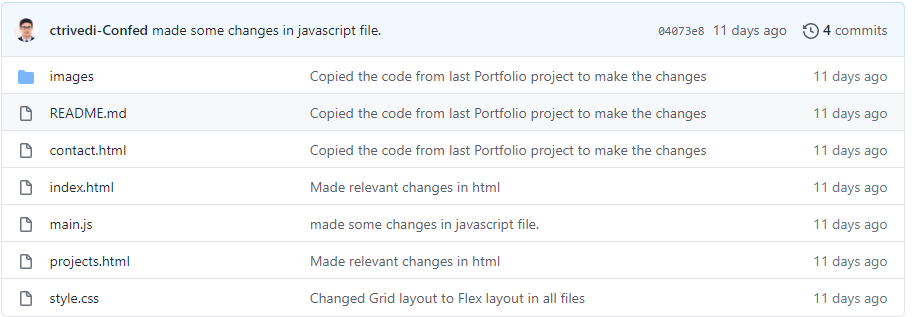 ctrivedi-Confed made some changes in javascript file. 04073e8 11 days ago 4 commits
images Copied the code from last Portfolio project to make the changes 11 days ago
README.md Copied the code from last Portfolio project to make the changes 11 days ago
contact.html Copied the code from last Portfolio project to make the changes 11 days ago
index.html Made relevant changes in html 11 days ago
main.js made some changes in javascript file. 11 days ago
projects.html Made relevant changes in html 11 days ago
style.css Changed Grid layout to Flex layout in all files 11 days ago